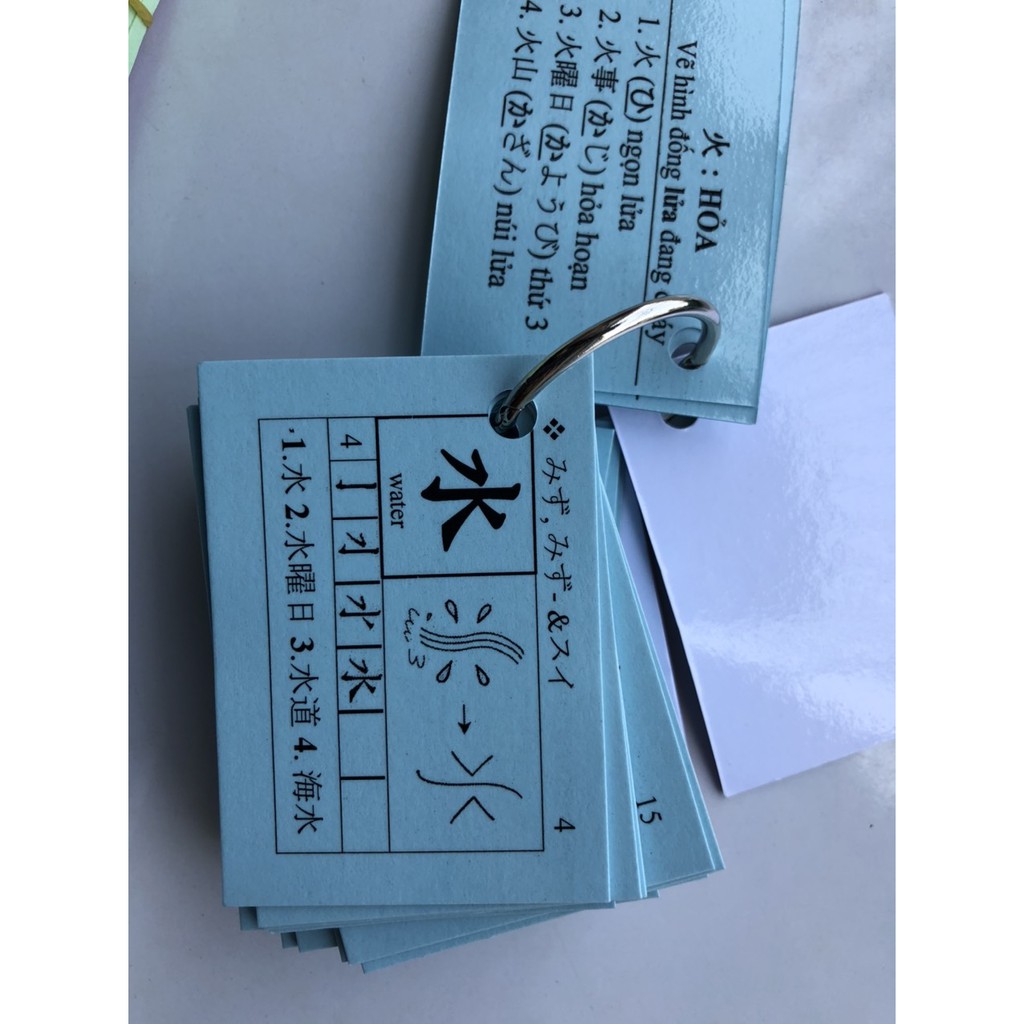 火 : HỎA
Vẽ hình đống lửa đang cháy
1. 火 (ひ) ngọn lửa
2. 火事 (かじ) hỏa hoạn
3. 火曜日 (かようび) thứ 3
4. 火山 (かざん) núi lửa
❖ みず, みず- & スイ 4
水
water
4
1.水 2.水曜日 3.水道 4. 海水
15